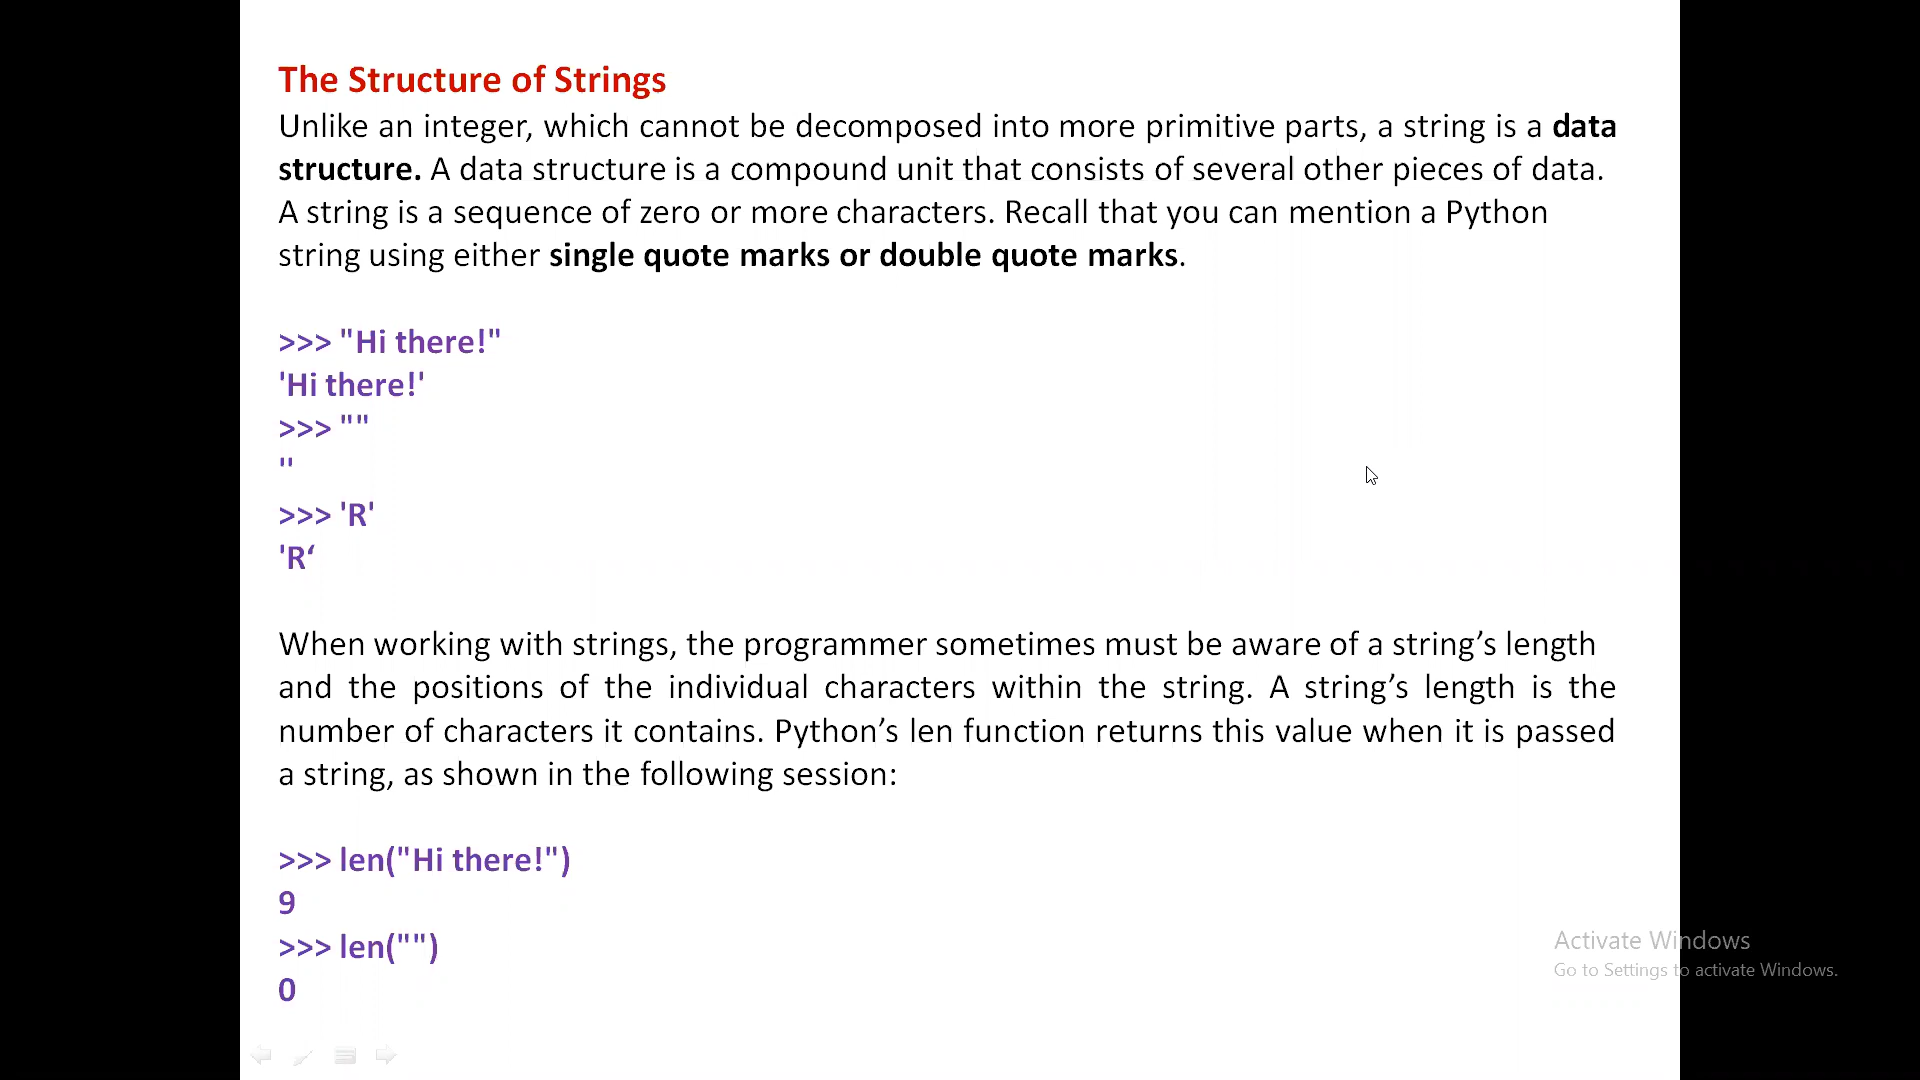 The Structure of Strings
Unlike an integer, which cannot be decomposed into more primitive parts, a string is a data
structure. A data structure is a compound unit that consists of several other pieces of data.
A string is a sequence of zero or more characters. Recall that you can mention a Python
string using either single quote marks or double quote marks.
>>> "Hi there!"
'Hi there!'
>>> ""
''
>>> 'R'
'R‘
When working with strings, the programmer sometimes must be aware of a string’s length
and the positions of the individual characters within the string. A string’s length is the
number of characters it contains. Python’s len function returns this value when it is passed
a string, as shown in the following session:
>>> len("Hi there!")
9
>>> len("")
0
Activate Windows
Go to Settings to activate Windows.